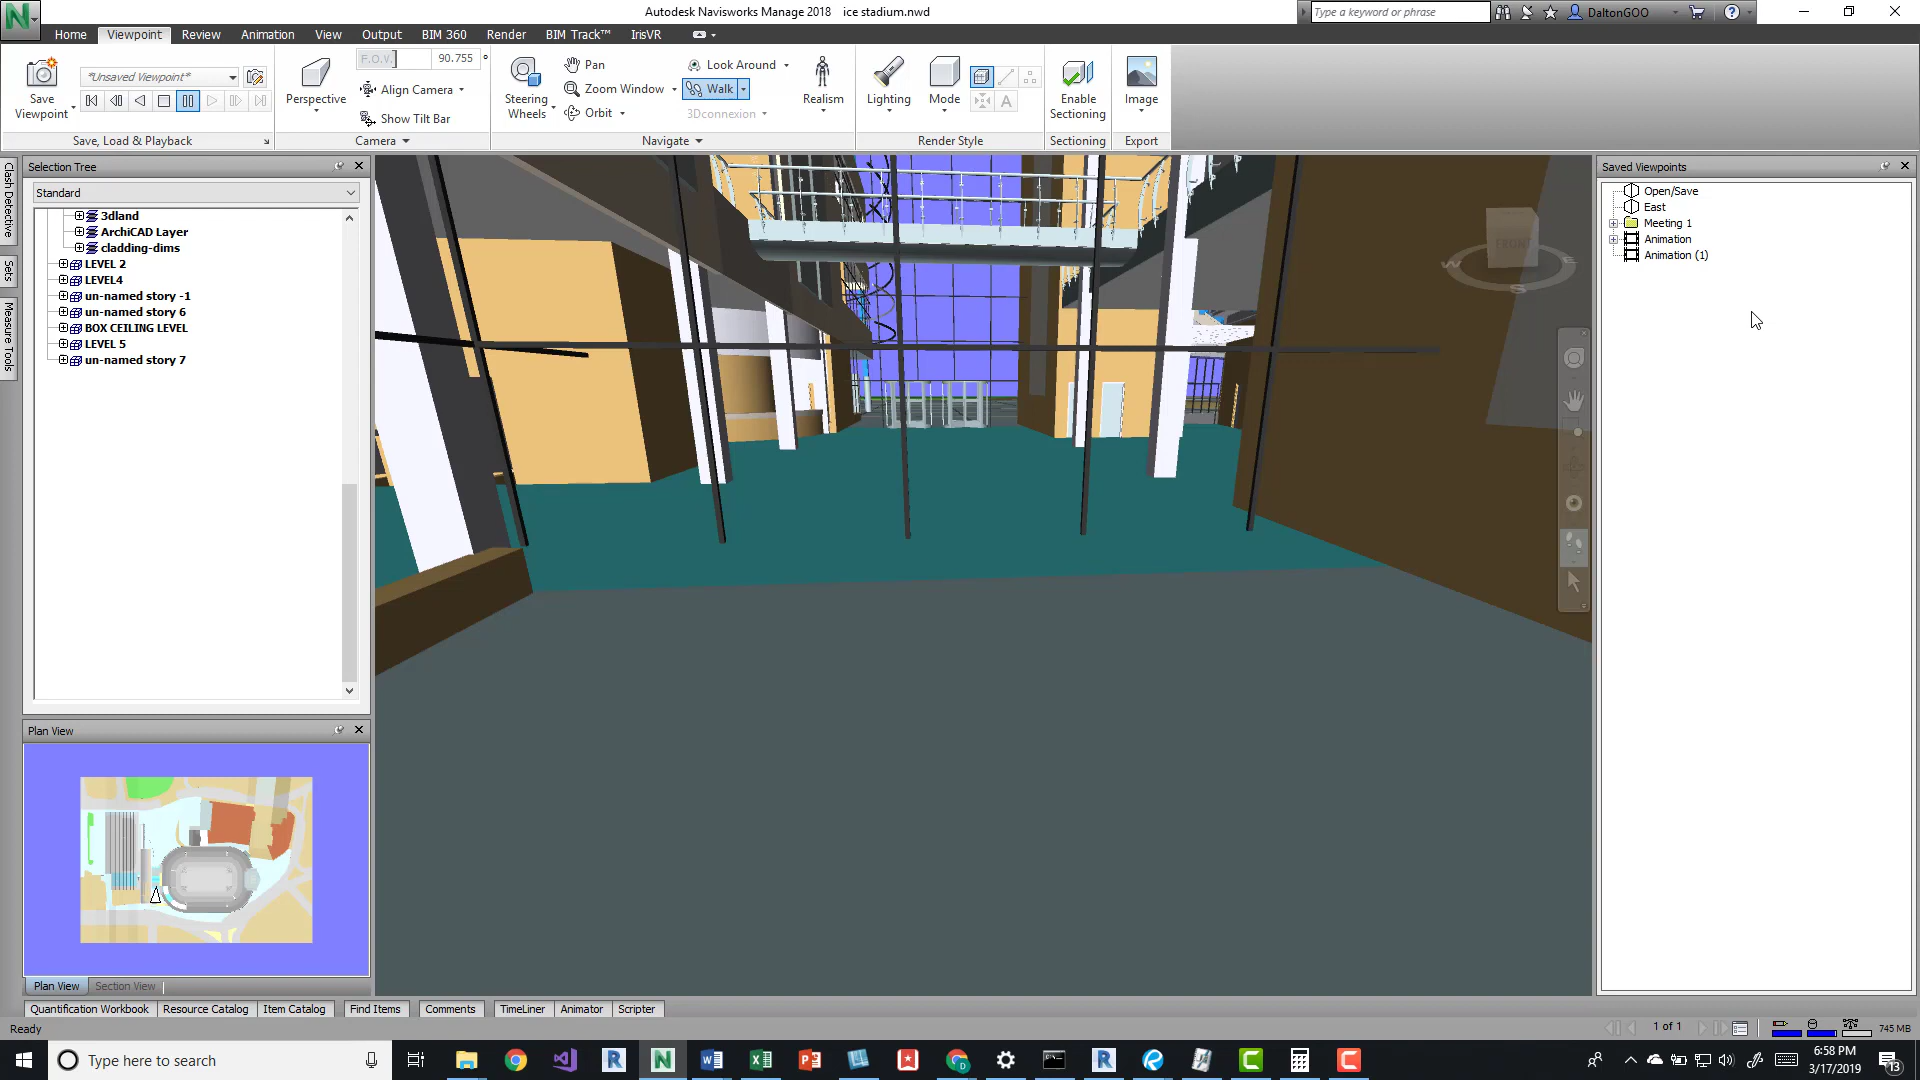 Autodesk Navisworks Manage 2018 ice stadium.nwd
Type a keyword or phrase
DaltonGOO
Home Viewpoint Review Animation View Output BIM 360 Render BIM Track™ IrisVR
*Unsaved Viewpoint*
Save Viewpoint
Save, Load & Playback
Perspective
F.O.V. 90.755 °
Align Camera
Show Tilt Bar
Camera
Steering Wheels
Pan
Zoom Window
Orbit
Look Around
Walk
3Dconnexion
Navigate
Realism
Lighting
Mode
A
Render Style
Enable Sectioning
Sectioning
Image
Export
Clash Detective
Sets
Measure Tools
Selection Tree
Standard
3dland
ArchiCAD Layer
cladding-dims
LEVEL 2
LEVEL4
un-named story -1
un-named story 6
BOX CEILING LEVEL
LEVEL 5
un-named story 7
Plan View
Plan View Section View
FRONT
W
E
S
Saved Viewpoints
Open/Save
East
Meeting 1
Animation
Animation (1)
Quantification Workbook Resource Catalog Item Catalog Find Items Comments TimeLiner Animator Scripter
Ready
1 of 1
745 MB
Type here to search
6:58 PM
3/17/2019
13